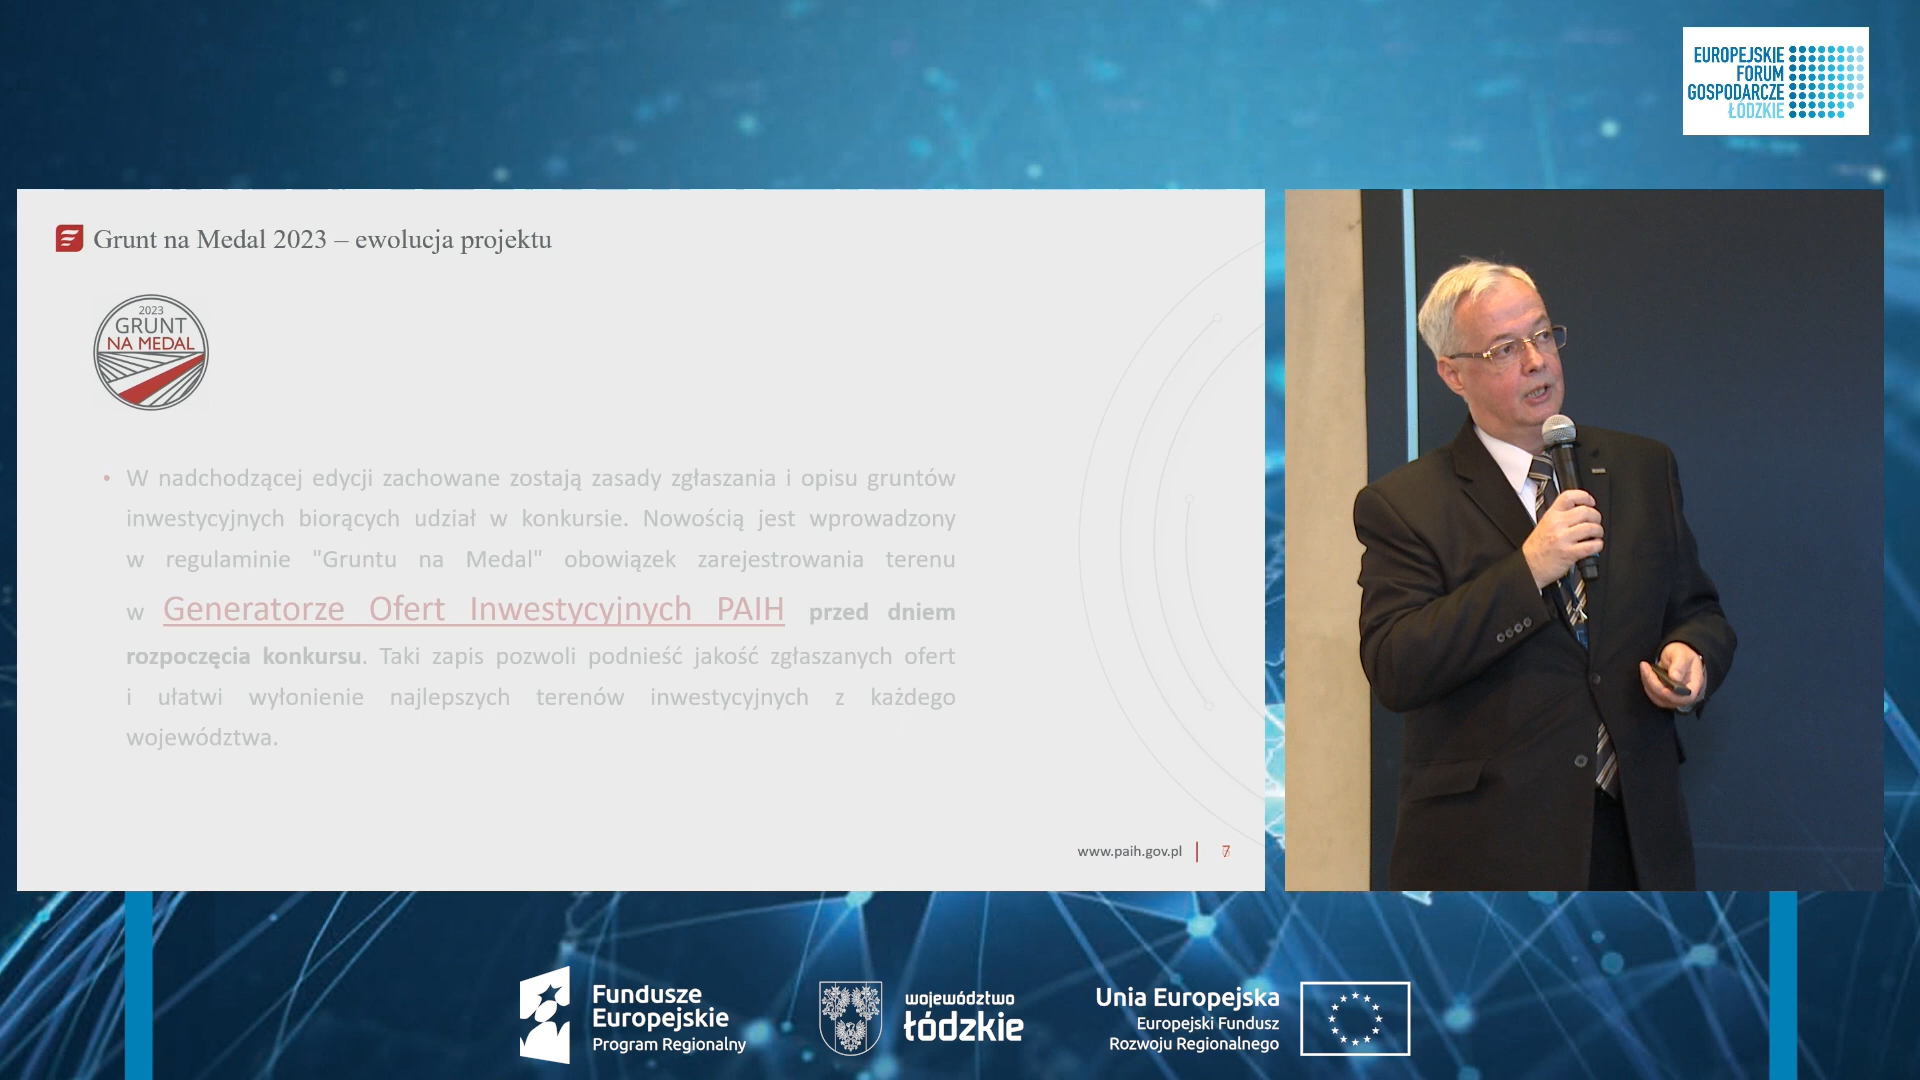 EUROPEJSKIE
FORUM
GOSPODARCZE
ŁÓDZKIE
Grunt na Medal 2023 – ewolucja projektu
2023
GRUNT
NA MEDAL
• W nadchodzącej edycji zachowane zostają zasady zgłaszania i opisu gruntów
inwestycyjnych biorących udział w konkursie. Nowością jest wprowadzony
w regulaminie "Gruntu na Medal" obowiązek zarejestrowania terenu
w Generatorze Ofert Inwestycyjnych PAIH przed dniem
rozpoczęcia konkursu. Taki zapis pozwoli podnieść jakość zgłaszanych ofert
i ułatwi wyłonienie najlepszych terenów inwestycyjnych z każdego
województwa.
www.paih.gov.pl | 7
Fundusze
Europejskie
Program Regionalny
województwo
łódzkie
Unia Europejska
Europejski Fundusz
Rozwoju Regionalnego